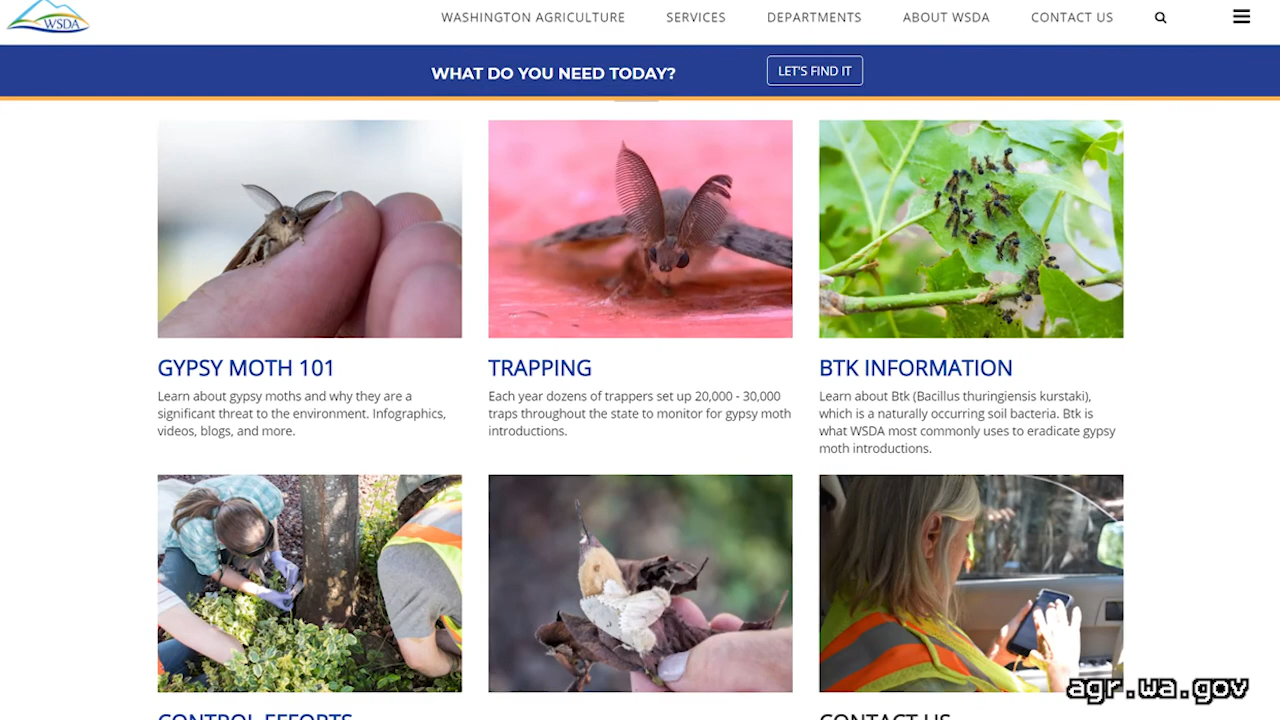 WSDA
WASHINGTON AGRICULTURE
SERVICES
DEPARTMENTS
ABOUT WSDA
CONTACT US
WHAT DO YOU NEED TODAY?
LET'S FIND IT
GYPSY MOTH 101
Learn about gypsy moths and why they are a
significant threat to the environment. Infographics,
videos, blogs, and more.
TRAPPING
Each year dozens of trappers set up 20,000 - 30,000
traps throughout the state to monitor for gypsy moth
introductions.
BTK INFORMATION
Learn about Btk (Bacillus thuringiensis kurstaki),
which is a naturally occurring soil bacteria. Btk is
what WSDA most commonly uses to eradicate gypsy
moth introductions.
CONTROL EFFORTS
CONTACT US
agr.wa.gov